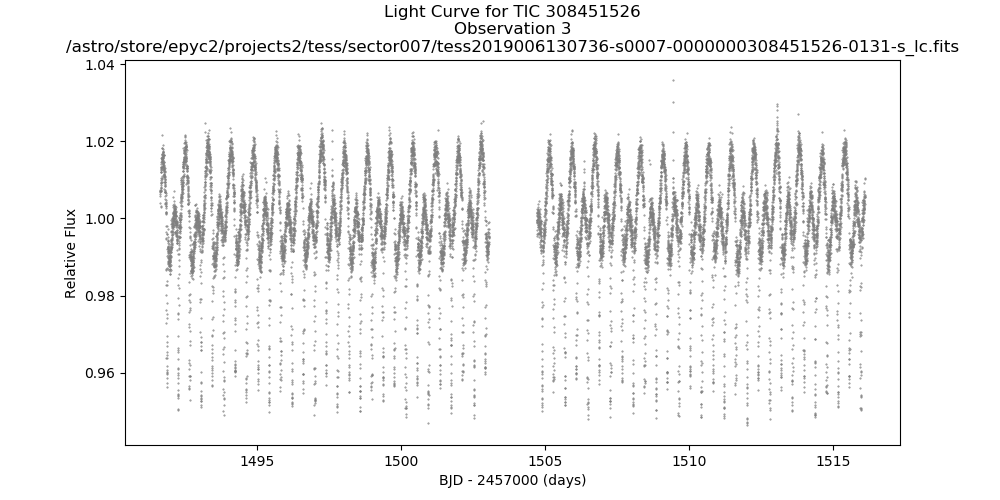 Light Curve for TIC 308451526
Observation 3
/astro/store/epyc2/projects2/tess/sector007/tess2019006130736-s0007-0000000308451526-0131-s_lc.fits
1.04
1.02
1.00
0.98
0.96
Relative Flux
1495
1500
1505
1510
1515
BJD - 2457000 (days)